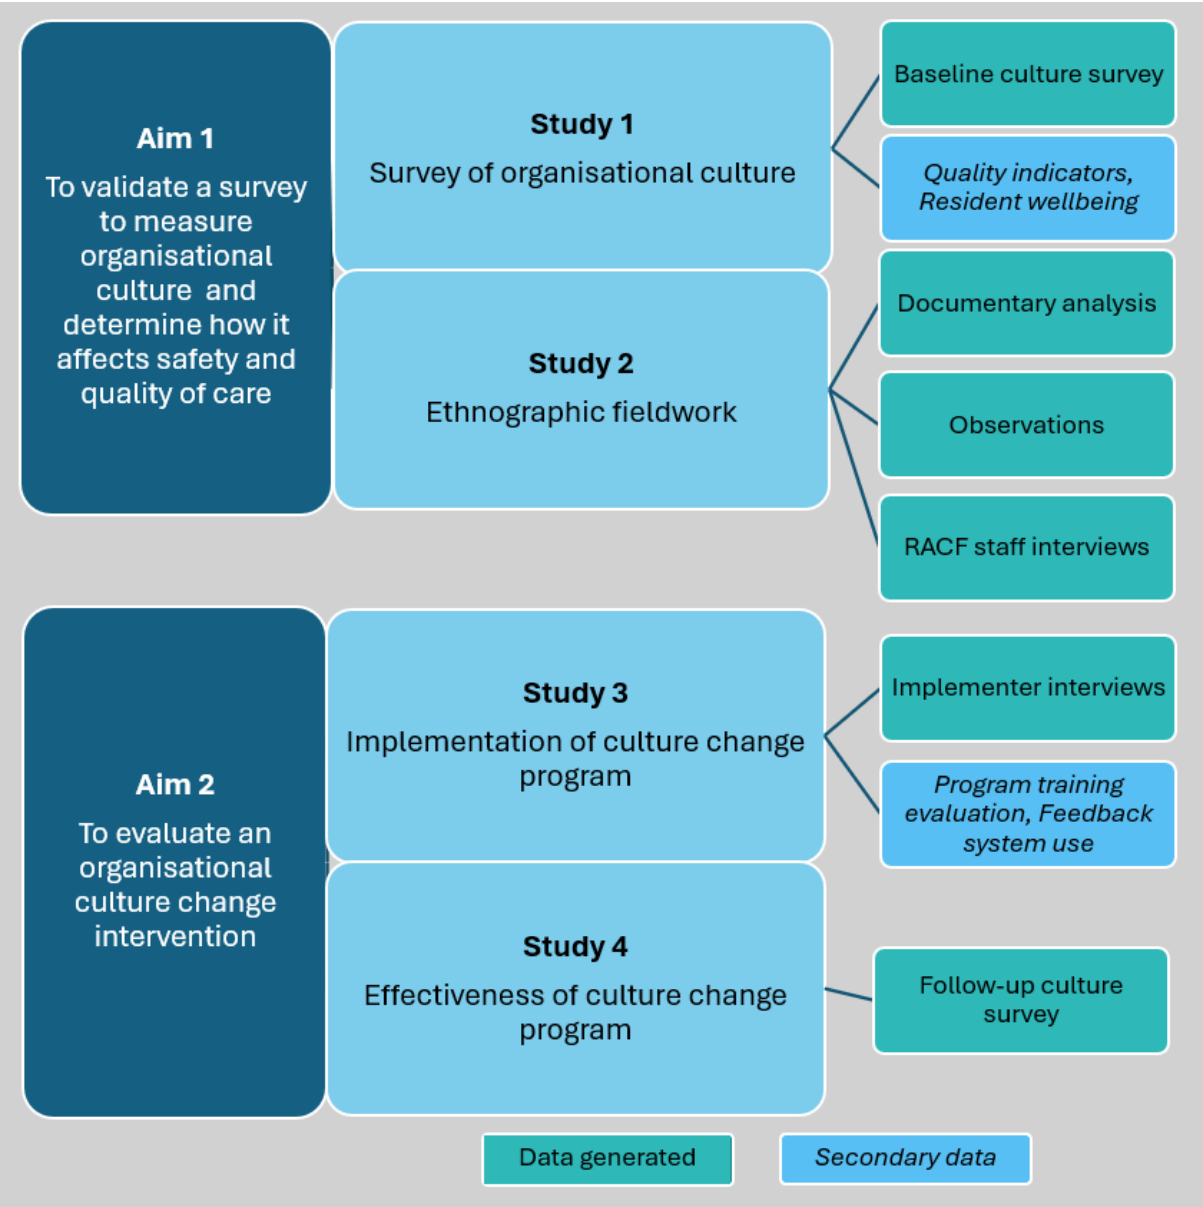 Aim 1
To validate a survey
to measure
organisational
culture  and
determine how it
affects safety and
quality of care
Study 1
Survey of organisational culture
Baseline culture survey
Quality indicators,
Resident wellbeing
Study 2
Ethnographic fieldwork
Documentary analysis
Observations
RACF staff interviews
Aim 2
To evaluate an
organisational
culture change
intervention
Study 3
Implementation of culture change
program
Implementer interviews
Program training
evaluation, Feedback
system use
Study 4
Effectiveness of culture change
program
Follow-up culture
survey
Data generated
Secondary data